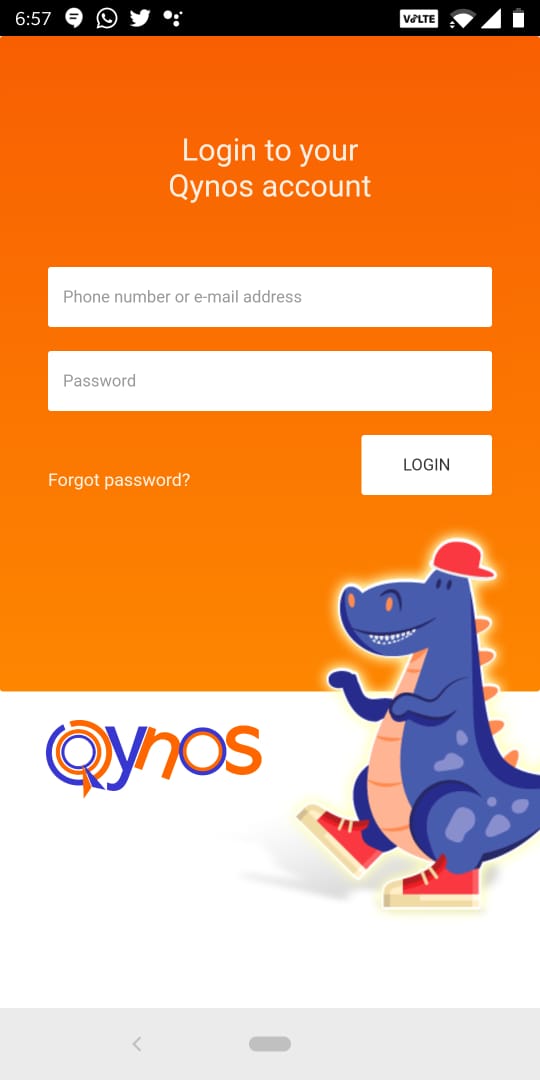 6:57
VoLTE
Login to your
Qynos account
Phone number or e-mail address
Password
LOGIN
Forgot password?
Qynos